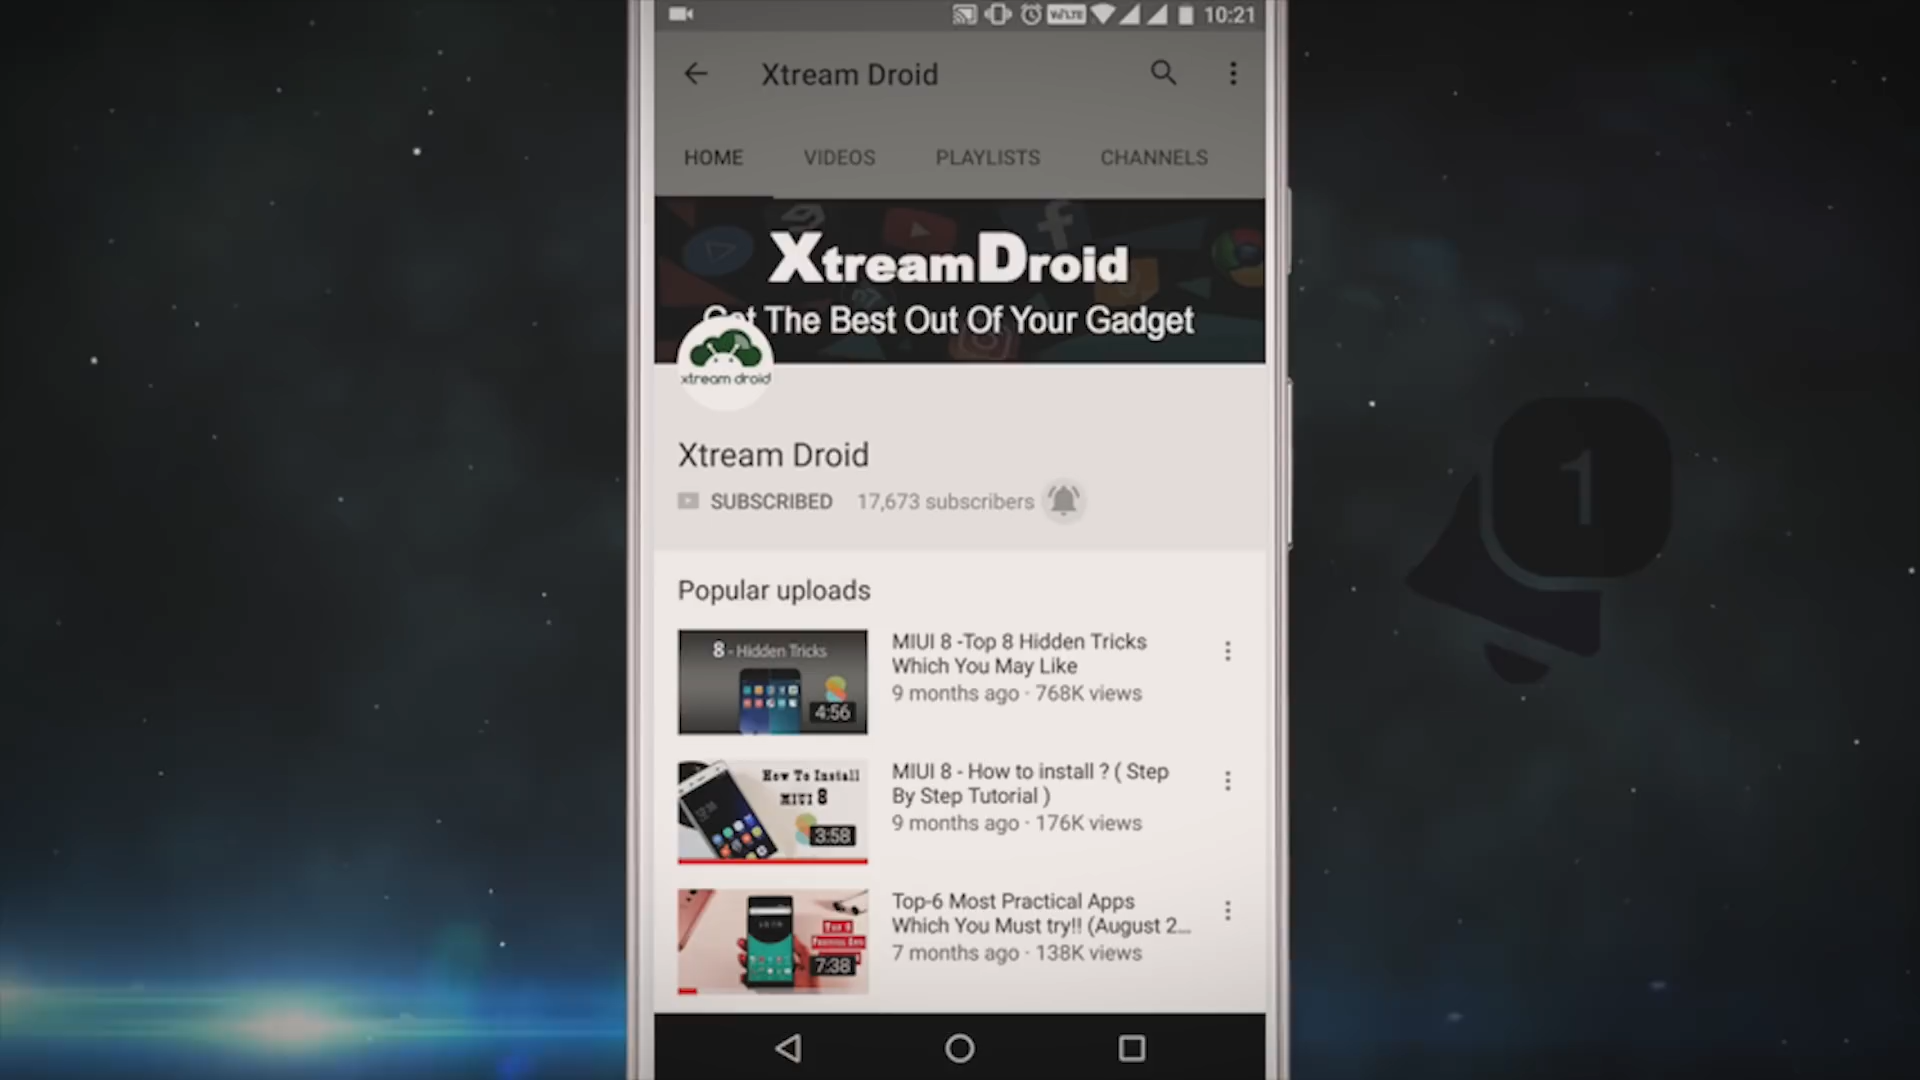 VoLTE 10:21
Xtream Droid
HOME VIDEOS PLAYLISTS CHANNELS
XtreamDroid
Get The Best Out Of Your Gadget
xtream droid
Xtream Droid
SUBSCRIBED 17,673 subscribers
1
Popular uploads
8 - Hidden Tricks
4:56
MIUI 8 -Top 8 Hidden Tricks
Which You May Like
9 months ago · 768K views
How To Install
MIUI 8
3:58
MIUI 8 - How to install ? ( Step
By Step Tutorial )
9 months ago · 176K views
7:38
Top-6 Most Practical Apps
Which You Must try!! (August 2...
7 months ago · 138K views